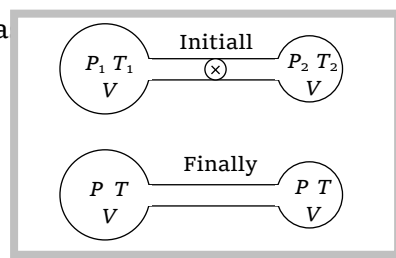 a
Initiall
P₁ T₁
V
⊗
P₂ T₂
V
Finally
P T
V
P T
V